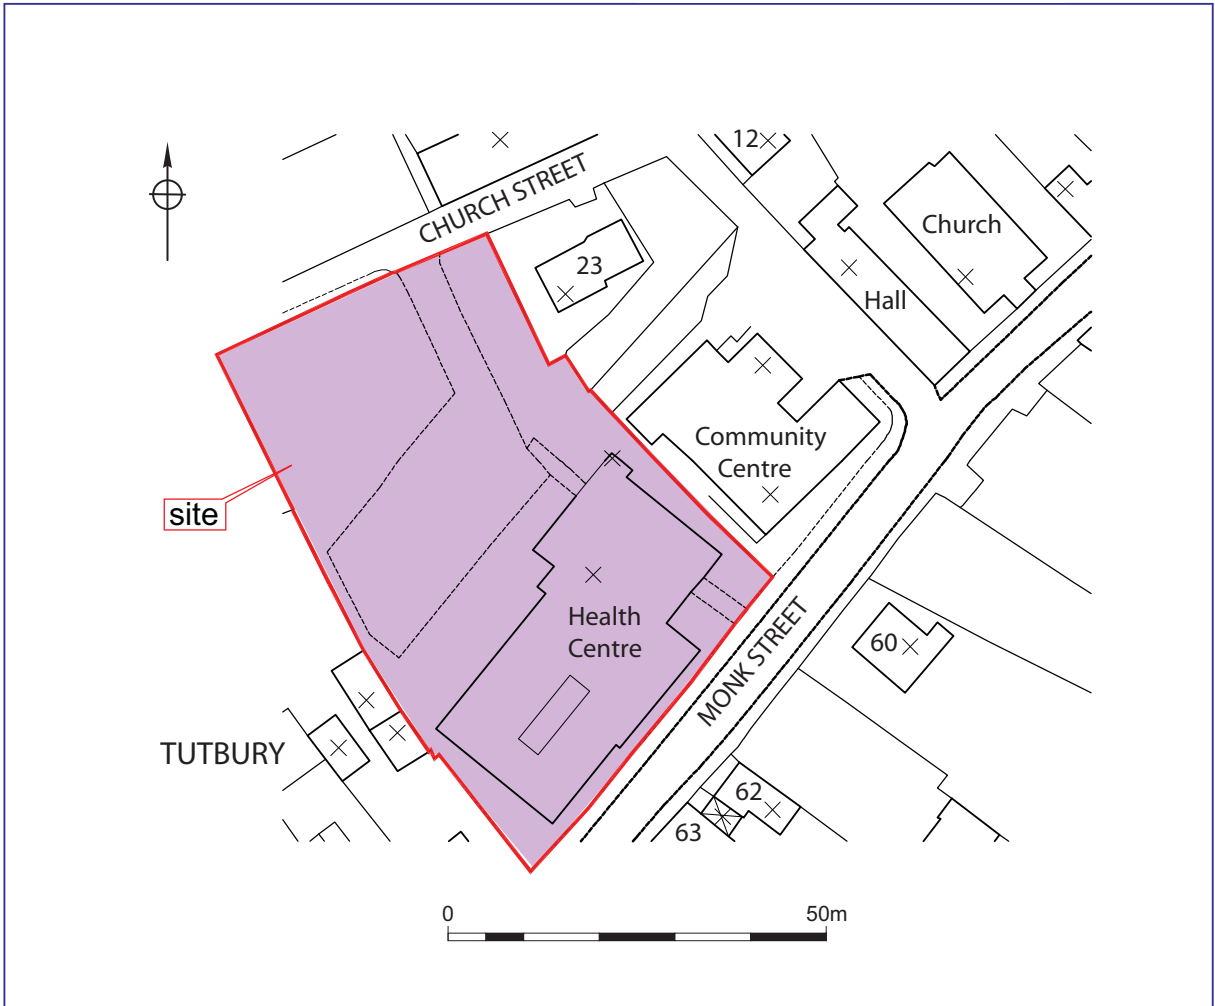 12
CHURCH STREET
Church
23
Hall
Community
Centre
site
Health
Centre
60
MONK STREET
TUTBURY
62
63
0 50m